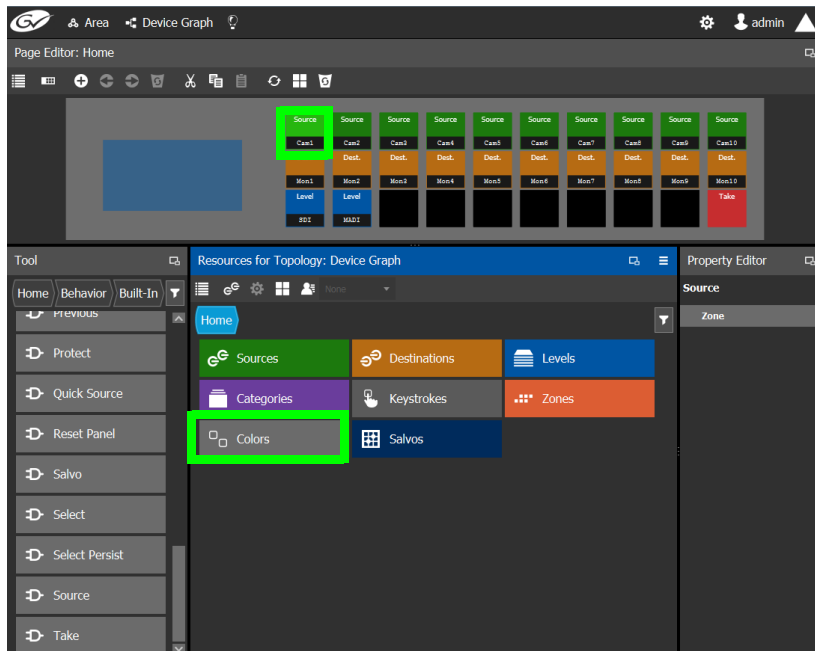 GV Area Device Graph admin
Page Editor: Home
Source Source Source Source Source Source Source Source Source Source
Cam1 Cam2 Cam3 Cam4 Cam5 Cam6 Cam7 Cam8 Cam9 Cam10
Dest. Dest. Dest. Dest. Dest. Dest. Dest. Dest. Dest.
Mon1 Mon2 Mon3 Mon4 Mon5 Mon6 Mon7 Mon8 Mon9 Mon10
Level Level Take
SDI MADI
Tool
Home Behavior Built-In
Previous
Protect
Quick Source
Reset Panel
Salvo
Select
Select Persist
Source
Take
Resources for Topology: Device Graph
None
Home
Sources Destinations Levels
Categories Keystrokes Zones
Colors Salvos
Property Editor
Source
Zone